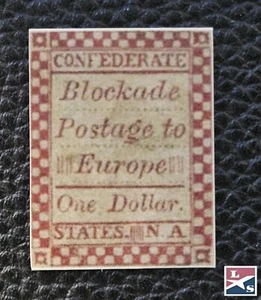 CONFEDERATE
Blockade
Postage to
Europe
One Dollar.
STATES, N. A
L
S